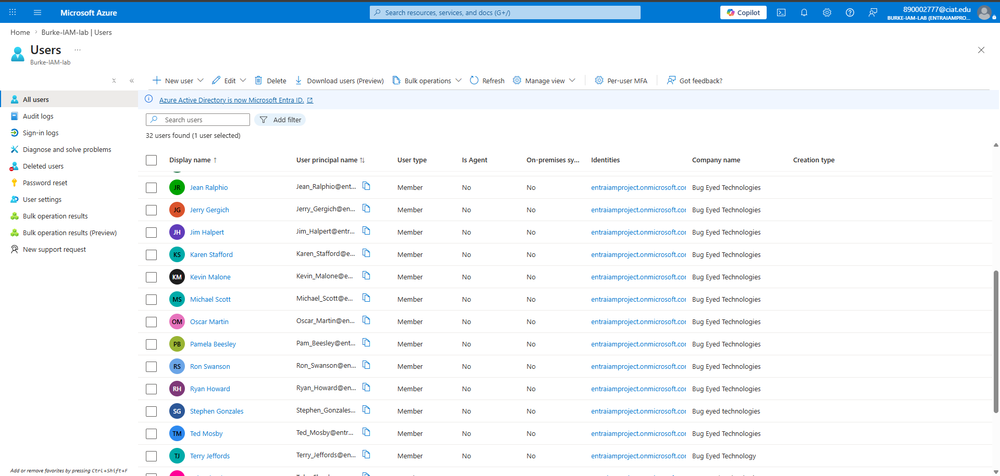 Microsoft Azure
Search resources, services, and docs (G+/)
Copilot
890002777@ciat.edu
BURKE-IAM-LAB (ENTRAIAMPRO...
Home > Burke-IAM-lab | Users
Users ...
Burke-IAM-lab
New user Edit Delete Download users (Preview) Bulk operations Refresh Manage view Per-user MFA Got feedback?
All users
Audit logs
Sign-in logs
Diagnose and solve problems
Deleted users
Password reset
User settings
Bulk operation results
Bulk operation results (Preview)
New support request
Add or remove favorites by pressing Ctrl+Shift+F
Azure Active Directory is now Microsoft Entra ID.
Search users Add filter
32 users found (1 user selected)
Display name ↑ User principal name ↑↓ User type Is Agent On-premises sy... Identities Company name Creation type
JR Jean Ralphio Jean_Ralphio@ent... Member No No entraiamproject.onmicrosoft.cor Bug Eyed Technologies
JG Jerry Gergich Jerry_Gergich@en... Member No No entraiamproject.onmicrosoft.cor Bug Eyed Technologies
JH Jim Halpert Jim_Halpert@entr... Member No No entraiamproject.onmicrosoft.cor Bug Eyed Technologies
KS Karen Stafford Karen_Stafford@e... Member No No entraiamproject.onmicrosoft.cor Bug Eyed Technologies
KM Kevin Malone Kevin_Malone@e... Member No No entraiamproject.onmicrosoft.cor Bug Eyed Technologies
MS Michael Scott Michael_Scott@e... Member No No entraiamproject.onmicrosoft.cor Bug Eyed Technologies
OM Oscar Martin Oscar_Martin@en... Member No No entraiamproject.onmicrosoft.cor Bug Eyed Technologies
PB Pamela Beesley Pam_Beesley@ent... Member No No entraiamproject.onmicrosoft.cor Bug Eyed Technologies
RS Ron Swanson Ron_Swanson@en... Member No No entraiamproject.onmicrosoft.cor Bug Eyed Technologies
RH Ryan Howard Ryan_Howard@en... Member No No entraiamproject.onmicrosoft.cor Bug Eyed Technologies
SG Stephen Gonzales Stephen_Gonzales... Member No No entraiamproject.onmicrosoft.cor Bug eyed technologies
TM Ted Mosby Ted_Mosby@entr... Member No No entraiamproject.onmicrosoft.cor Bug Eyed Technologies
TJ Terry Jeffords Terry_Jeffords@en... Member No No entraiamproject.onmicrosoft.cor Bug Eyed Technology